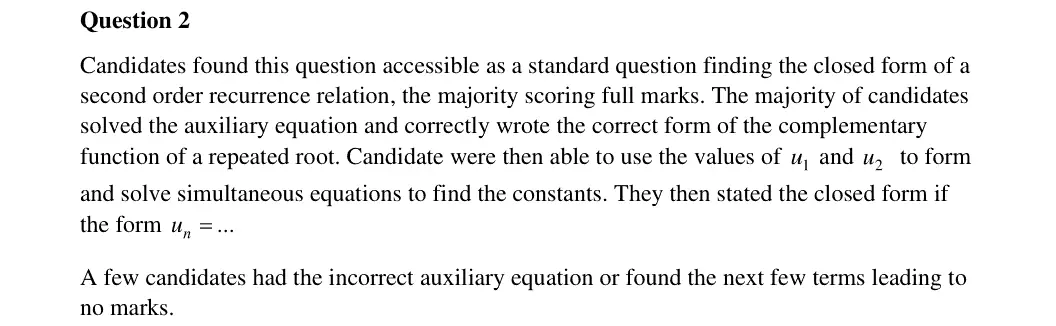 Question 2
Candidates found this question accessible as a standard question finding the closed form of a
second order recurrence relation, the majority scoring full marks. The majority of candidates
solved the auxiliary equation and correctly wrote the correct form of the complementary
function of a repeated root. Candidate were then able to use the values of u₁ and u₂ to form
and solve simultaneous equations to find the constants. They then stated the closed form if
the form uₙ = ...
A few candidates had the incorrect auxiliary equation or found the next few terms leading to
no marks.